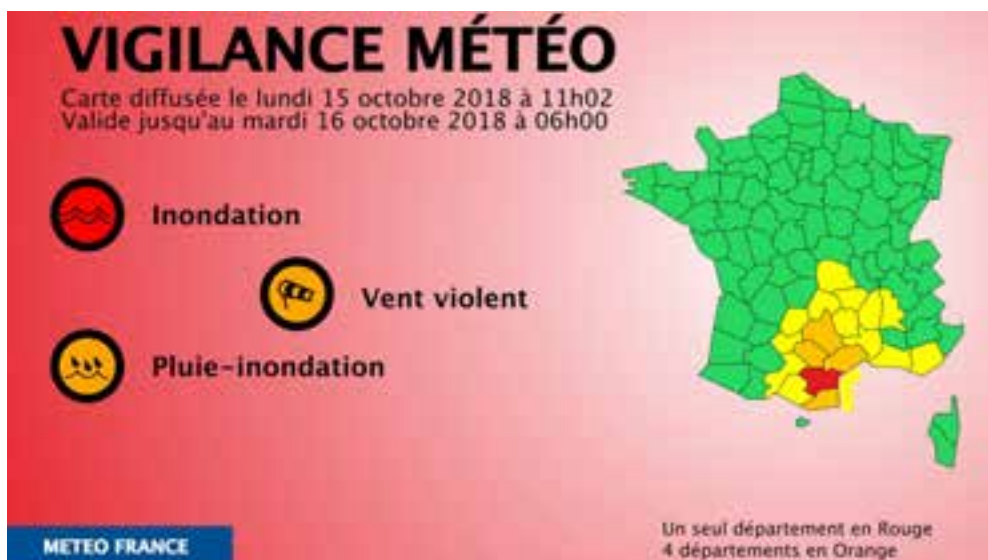 VIGILANCE MÉTÉO
Carte diffusée le lundi 15 octobre 2018 à 11h02
Valide jusqu'au mardi 16 octobre 2018 à 06h00
Inondation
Vent violent
Pluie-inondation
Un seul département en Rouge
4 départements en Orange
METEO FRANCE